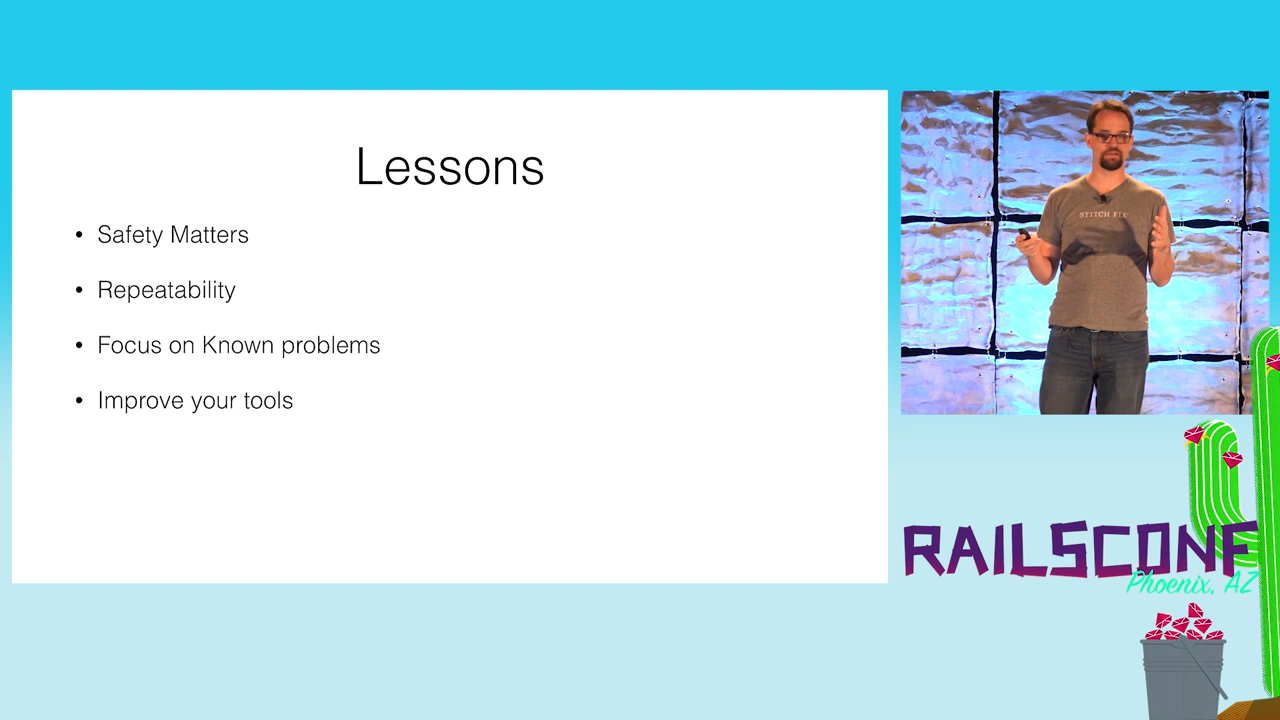 Lessons
• Safety Matters
• Repeatability
• Focus on Known problems
• Improve your tools
STITCH FIX
RAILSCONF
Phoenix, AZ